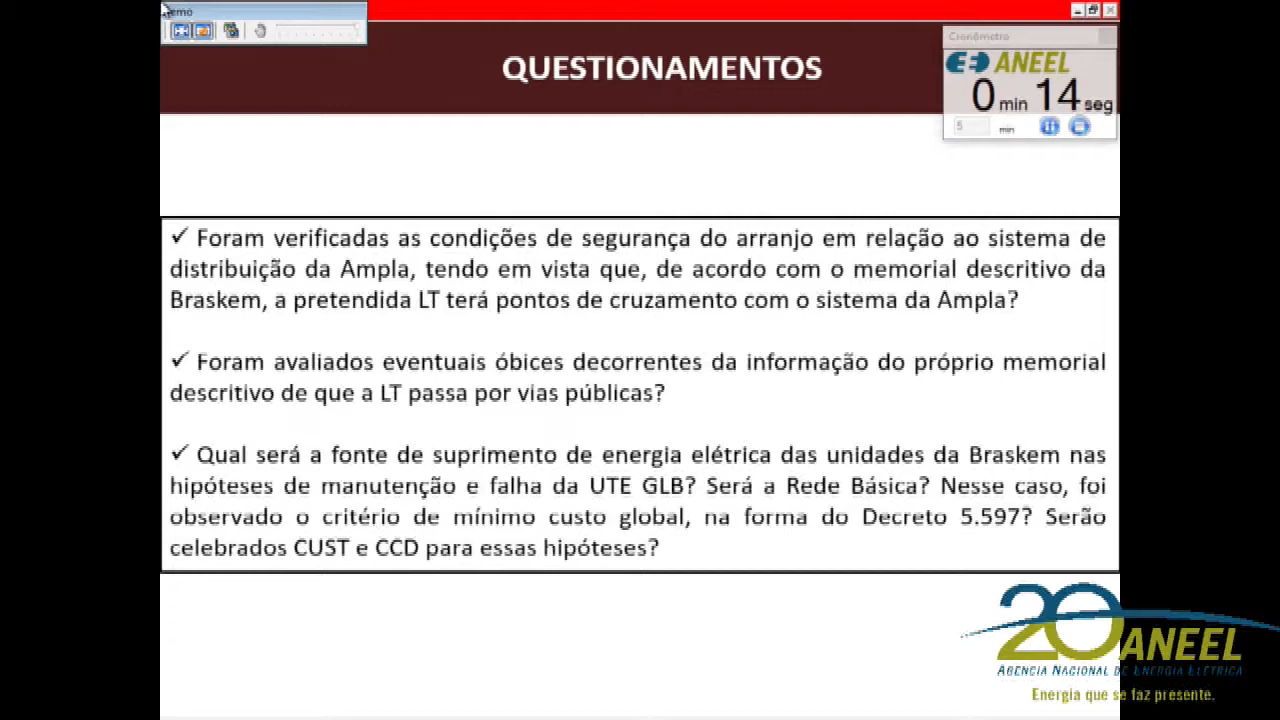 emo
QUESTIONAMENTOS
Cronômetro
ANEEL
0 min 14 seg
5 min
✓ Foram verificadas as condições de segurança do arranjo em relação ao sistema de
distribuição da Ampla, tendo em vista que, de acordo com o memorial descritivo da
Braskem, a pretendida LT terá pontos de cruzamento com o sistema da Ampla?
✓ Foram avaliados eventuais óbices decorrentes da informação do próprio memorial
descritivo de que a LT passa por vias públicas?
✓ Qual será a fonte de suprimento de energia elétrica das unidades da Braskem nas
hipóteses de manutenção e falha da UTE GLB? Será a Rede Básica? Nesse caso, foi
observado o critério de mínimo custo global, na forma do Decreto 5.597? Serão
celebrados CUST e CCD para essas hipóteses?
20 ANEEL
AGÊNCIA NACIONAL DE ENERGIA ELÉTRICA
Energia que se faz presente.